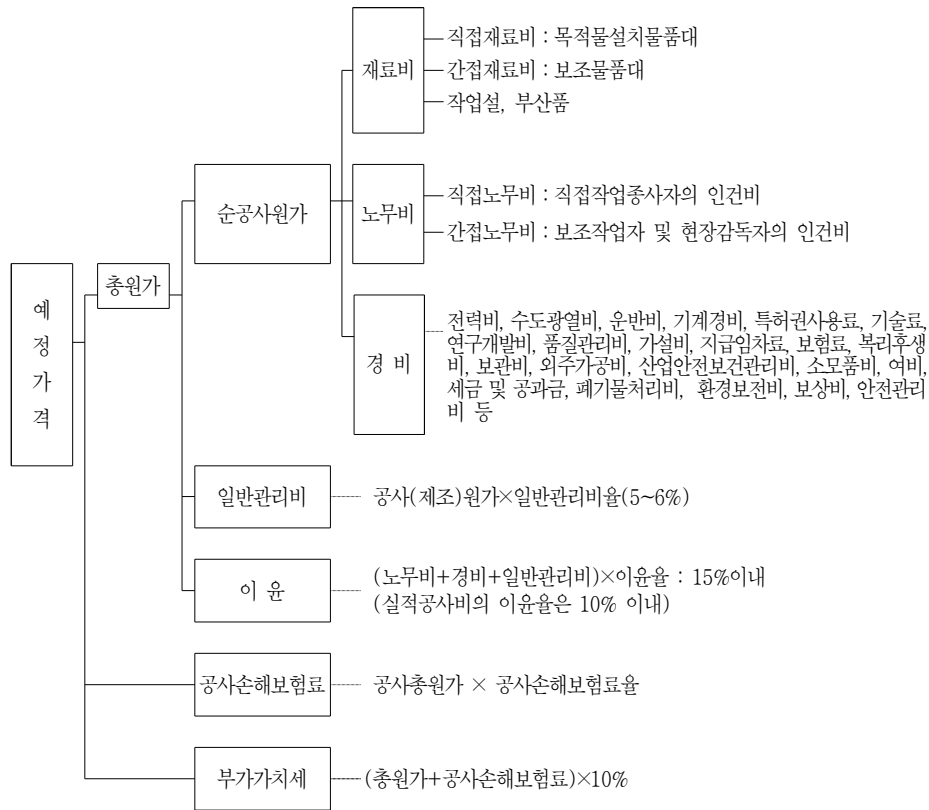 직접재료비 : 목적물설치물품대
재료비
간접재료비 : 보조물품대
작업설, 부산품
순공사원가
직접노무비 : 직접작업종사자의 인건비
노무비
간접노무비 : 보조작업자 및 현장감독자의 인건비
총원가
예
정
가
격
경 비
전력비, 수도광열비, 운반비, 기계경비, 특허권사용료, 기술료,
연구개발비, 품질관리비, 가설비, 지급임차료, 보험료, 복리후생
비, 보관비, 외주가공비, 산업안전보건관리비, 소모품비, 여비,
세금 및 공과금, 폐기물처리비, 환경보전비, 보상비, 안전관리
비 등
일반관리비
공사(제조)원가×일반관리비율(5~6%)
이 윤
(노무비+경비+일반관리비)×이윤율 : 15%이내
(실적공사비의 이윤율은 10% 이내)
공사손해보험료
공사총원가 × 공사손해보험료율
부가가치세
(총원가+공사손해보험료)×10%